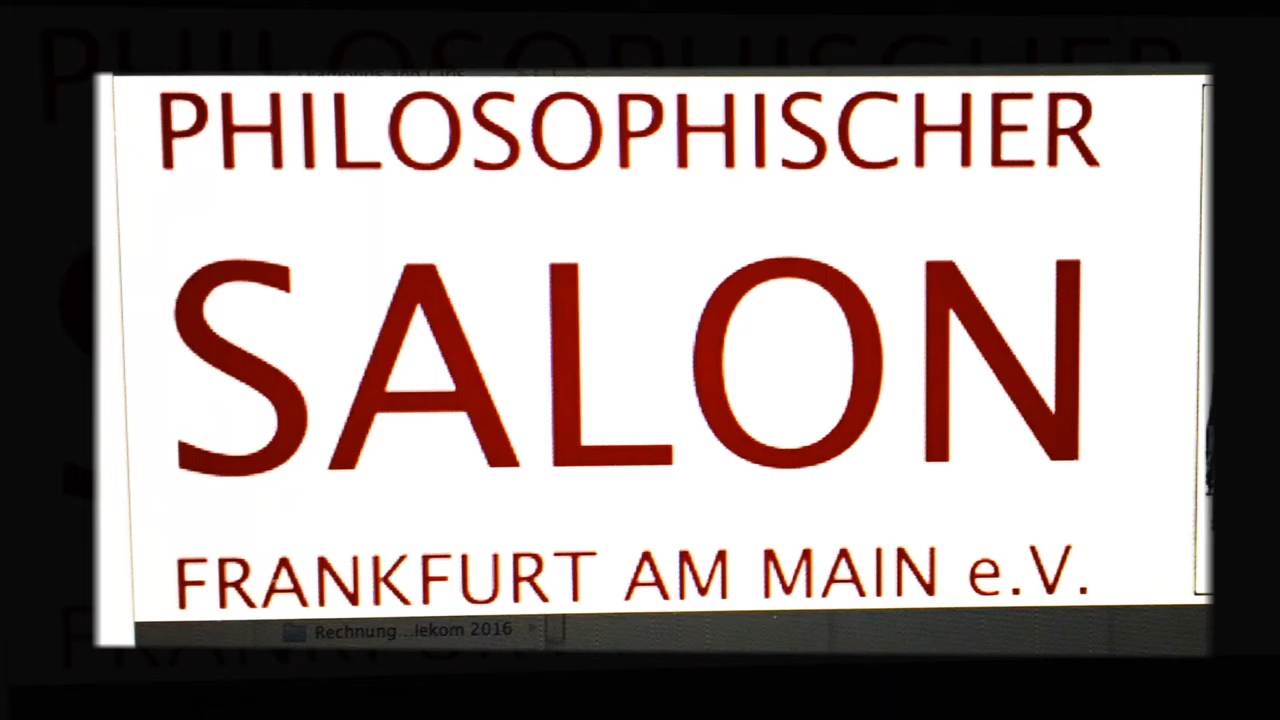 PHILOSOPHISCHER
SALON
FRANKFURT AM MAIN e.V.
Rechnung...lekom 2016